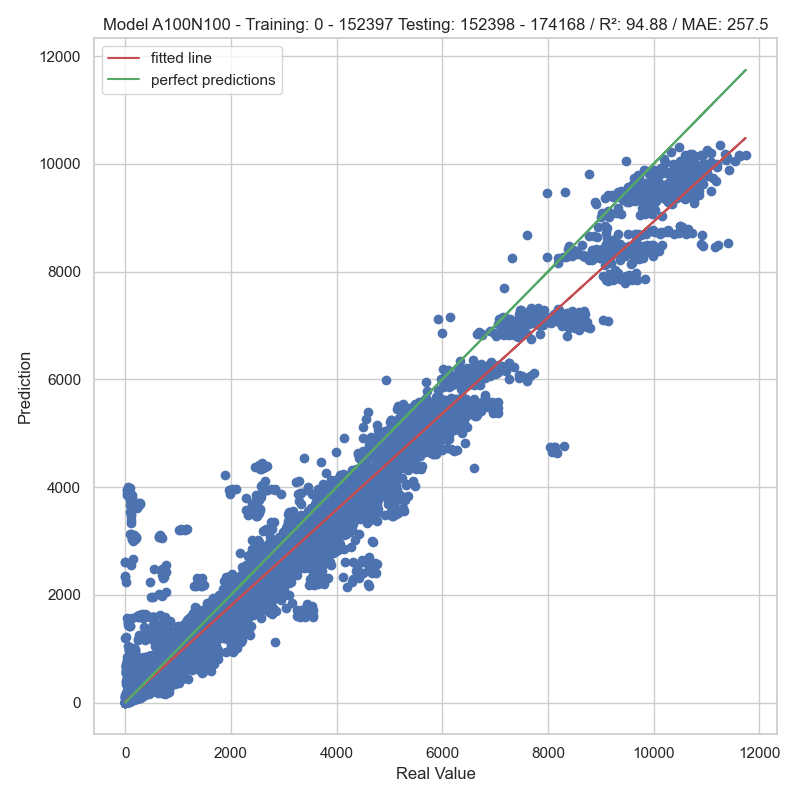 Model A100N100 - Training: 0 - 152397 Testing: 152398 - 174168 / R²: 94.88 / MAE: 257.5
fitted line
perfect predictions
12000
10000
8000
6000
4000
2000
0
Prediction
0 2000 4000 6000 8000 10000 12000
Real Value